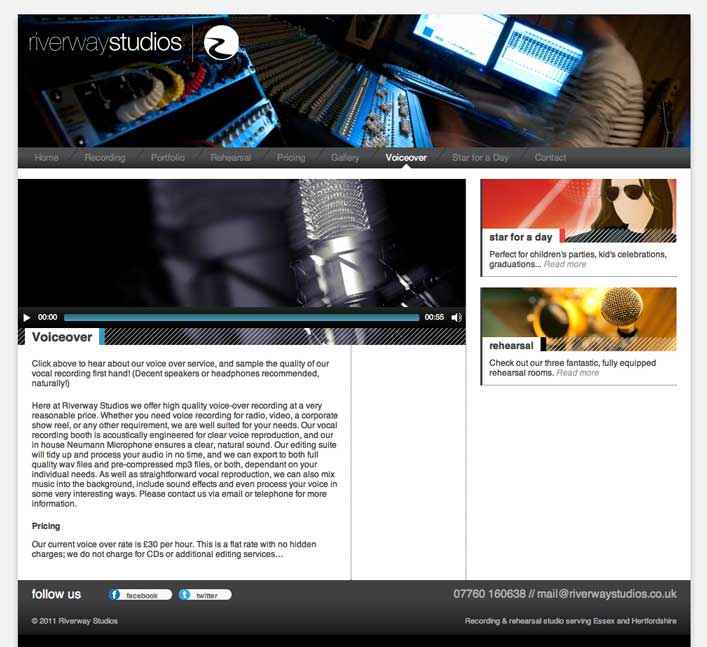 riverwaystudios
Home Recording Portfolio Rehearsal Pricing Gallery Voiceover Star for a Day Contact
00:00 00:55
Voiceover
Click above to hear about our voice over service, and sample the quality of our
vocal recording first hand! (Decent speakers or headphones recommended,
naturally!)
Here at Riverway Studios we offer high quality voice-over recording at a very
reasonable price. Whether you need voice recording for radio, video, a corporate
show reel, or any other requirement, we are well suited for your needs. Our vocal
recording booth is acoustically engineered for clear voice reproduction, and our
in house Neumann Microphone ensures a clear, natural sound. Our editing suite
will tidy up and process your audio in no time, and we can export to both full
quality wav files and pre-compressed mp3 files, or both, dependant on your
individual needs. As well as straightforward vocal reproduction, we can also mix
music into the background, include sound effects and even process your voice in
some very interesting ways. Please contact us via email or telephone for more
information.
Pricing
Our current voice over rate is £30 per hour. This is a flat rate with no hidden
charges; we do not charge for CDs or additional editing services...
star for a day
Perfect for children's parties, kid's celebrations,
graduations... Read more
rehearsal
Check out our three fantastic, fully equipped
rehearsal rooms. Read more
follow us facebook twitter
07760 160638 // mail@riverwaystudios.co.uk
© 2011 Riverway Studios
Recording & rehearsal studio serving Essex and Hertfordshire